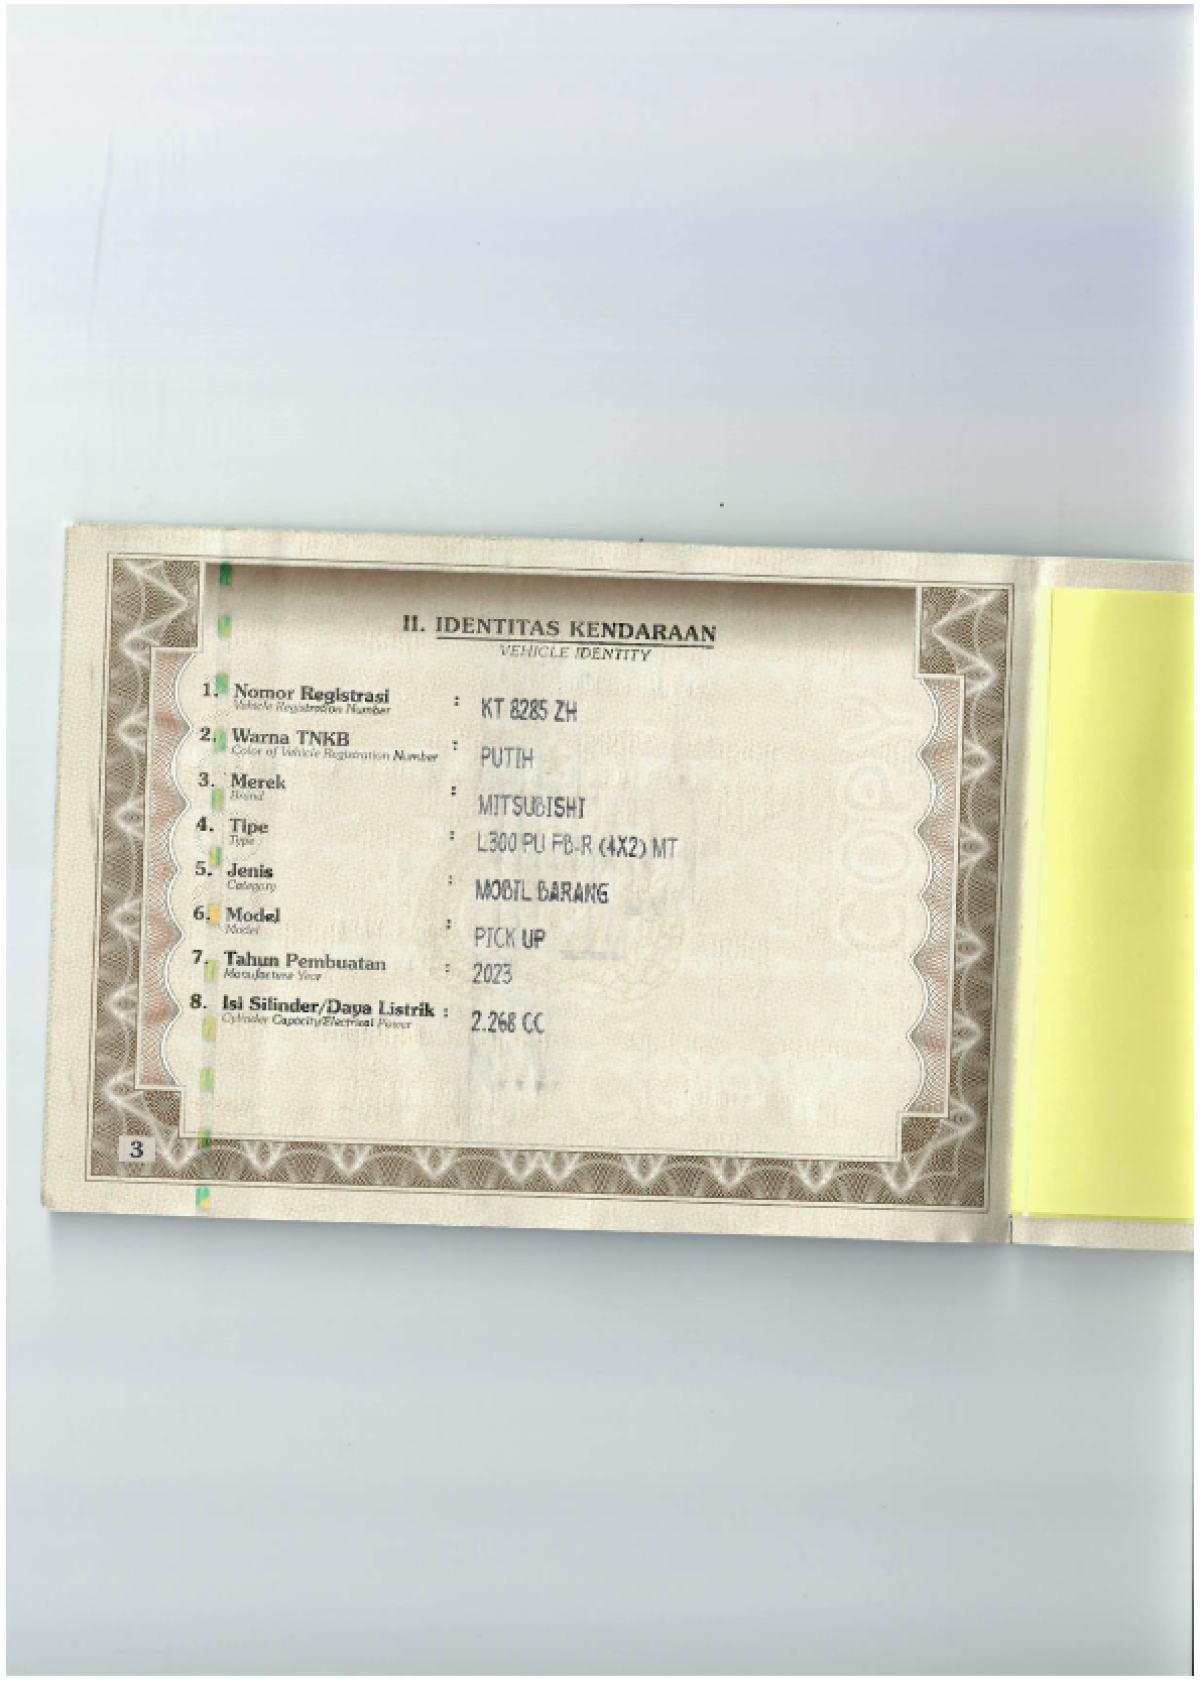 II. IDENTITAS KENDARAAN
VEHICLE IDENTITY
1. Nomor Registrasi : KT 8285 ZH
Vehicle Registration Number
2. Warna TNKB : PUTIH
Color of Vehicle Registration Number
3. Merek : MITSUBISHI
Brand
4. Tipe : L300 PU FB-R (4X2) MT
Type
5. Jenis : MOBIL BARANG
Category
6. Model : PICK UP
Model
7. Tahun Pembuatan : 2023
Manufacture Year
8. Isi Silinder/Daya Listrik : 2.268 CC
Cylinder Capacity/Electrical Power
3
COPY